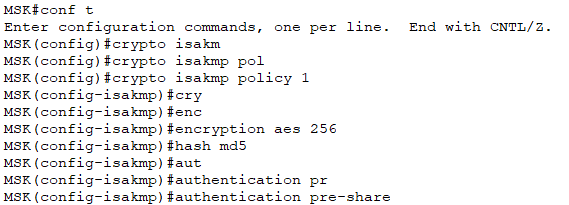 MSK#conf t
Enter configuration commands, one per line.  End with CNTL/Z.
MSK(config)#crypto isakm
MSK(config)#crypto isakmp pol
MSK(config)#crypto isakmp policy 1
MSK(config-isakmp)#cry
MSK(config-isakmp)#enc
MSK(config-isakmp)#encryption aes 256
MSK(config-isakmp)#hash md5
MSK(config-isakmp)#aut
MSK(config-isakmp)#authentication pr
MSK(config-isakmp)#authentication pre-share